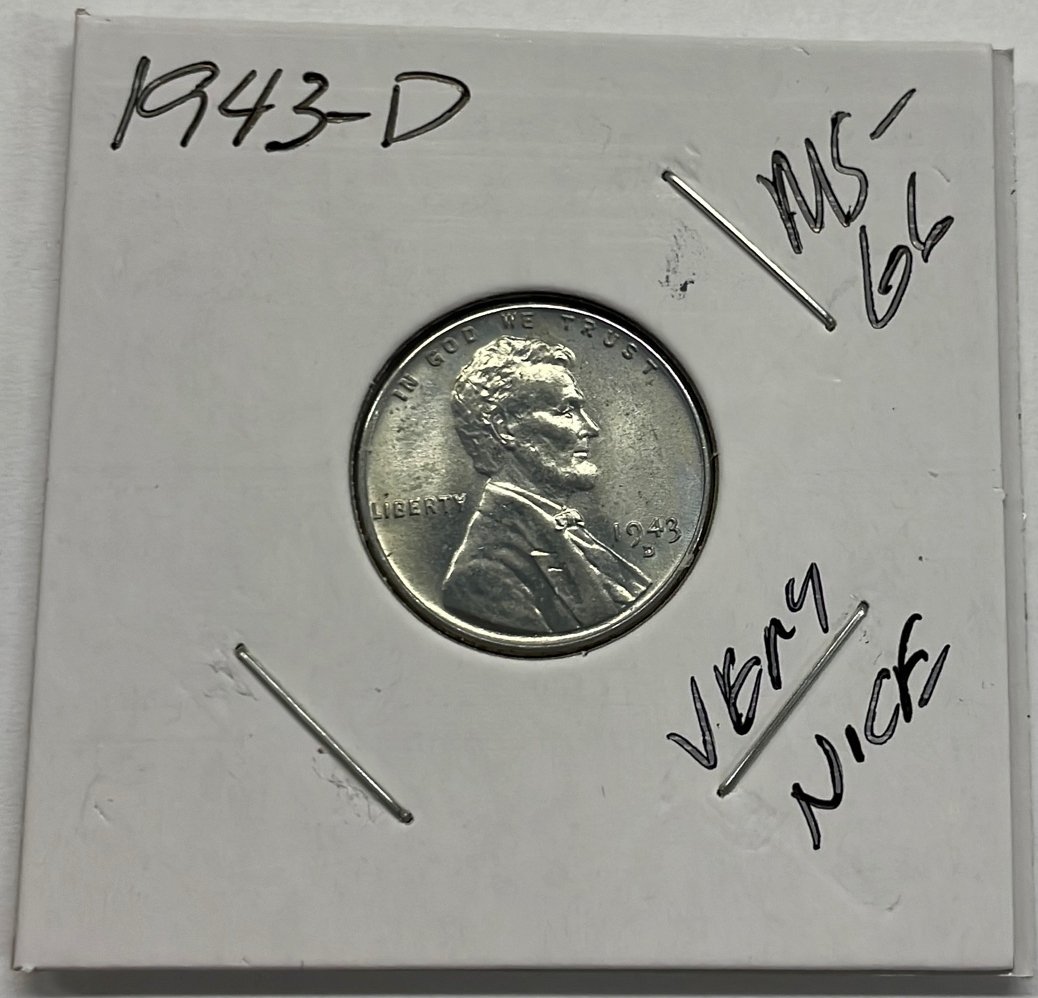 1943-D
MS-
66
IN GOD WE TRUST
LIBERTY
1943
D
VERY
NICE